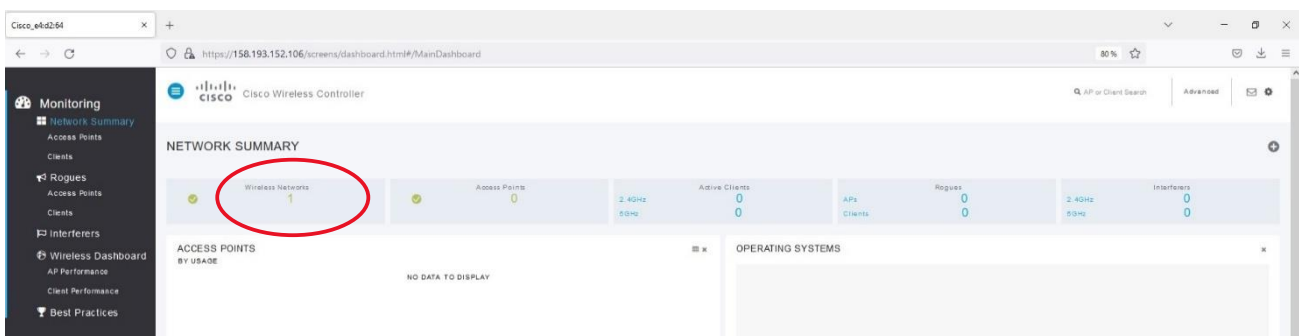 Cisco_e4:d2:64
https://158.193.152.106/screens/dashboard.html#/MainDashboard
80%
Monitoring
Network Summary
Access Points
Clients
Rogues
Access Points
Clients
Interferers
Wireless Dashboard
AP Performance
Client Performance
Best Practices
CISCO Cisco Wireless Controller
AP or Client Search
Advanced
NETWORK SUMMARY
Wireless Networks
1
Access Points
0
Active Clients
2.4GHz 0
5GHz 0
Rogues
APs 0
Clients 0
Interferers
2.4GHz 0
5GHz 0
ACCESS POINTS
BY USAGE
NO DATA TO DISPLAY
OPERATING SYSTEMS